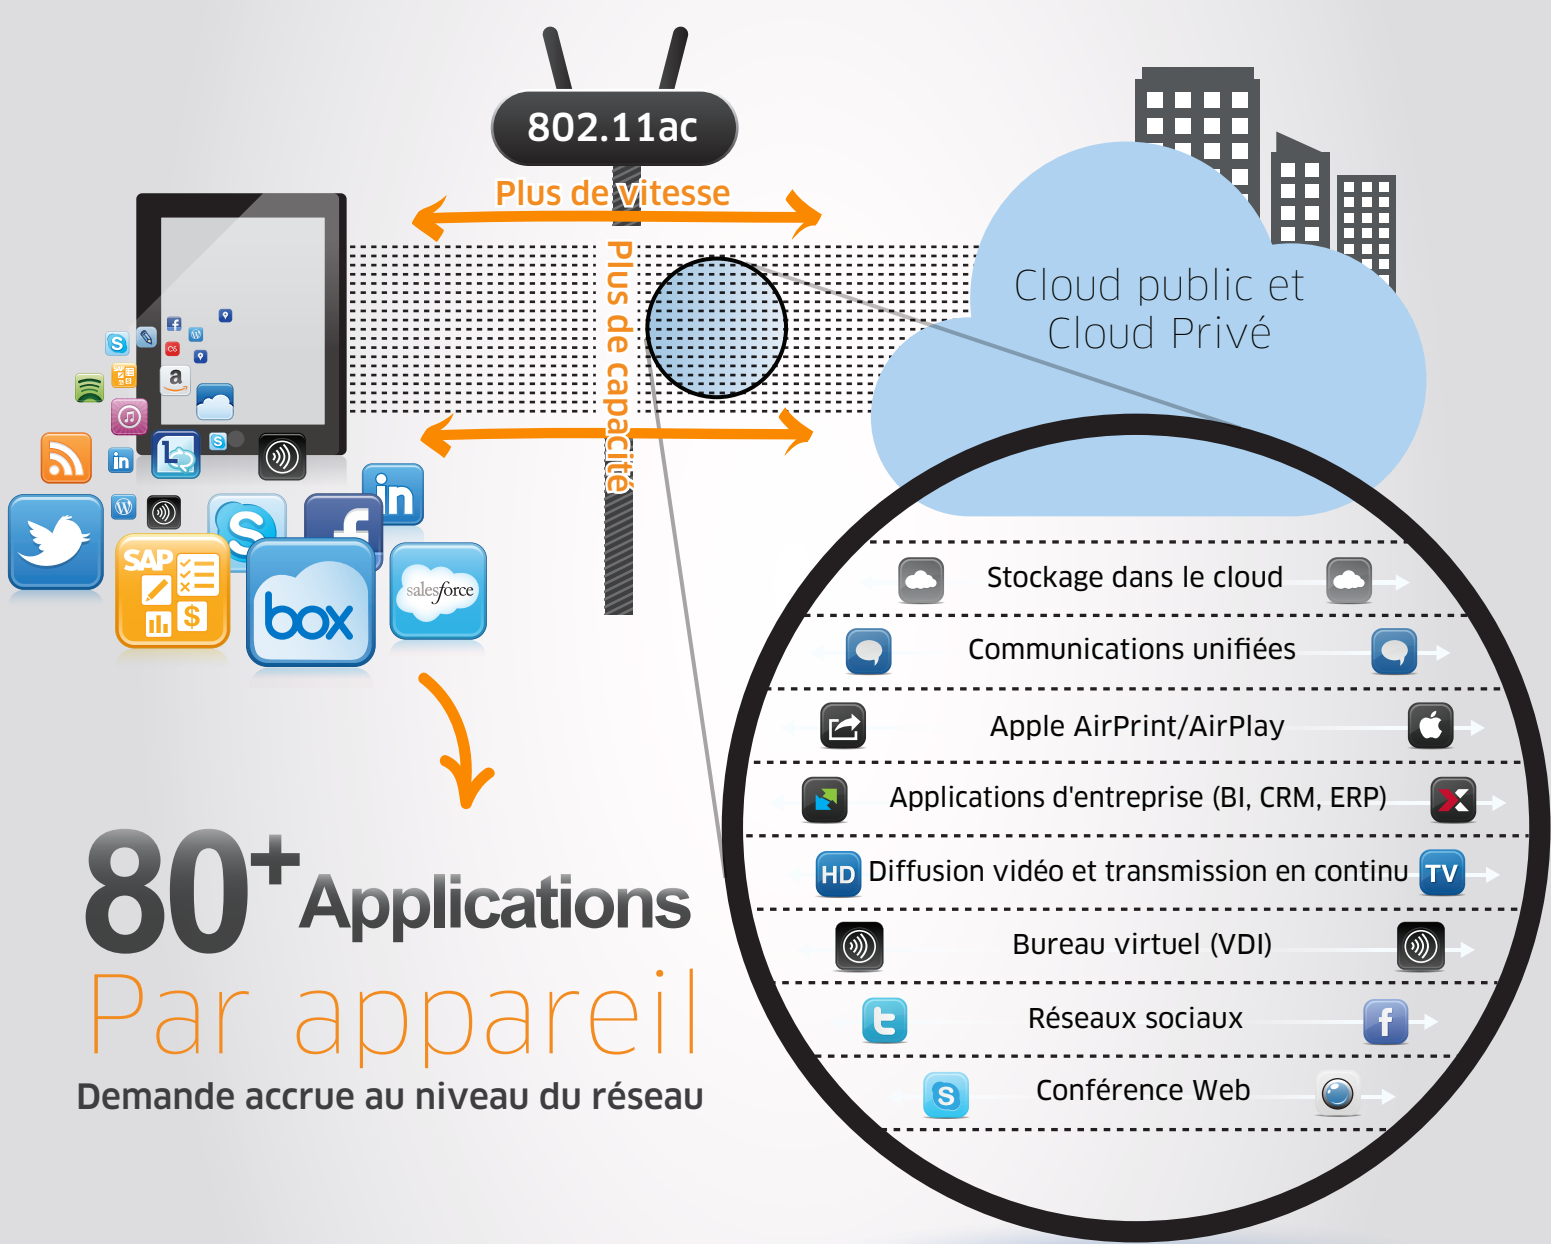 802.11ac
Plus de vitesse
Plus de capacité
Cloud public et
Cloud Privé
a
in
L
S
S
in
W
S
f
SAP
$
box
salesforce
Stockage dans le cloud
Communications unifiées
Apple AirPrint/AirPlay
Applications d'entreprise (BI, CRM, ERP)
HD Diffusion vidéo et transmission en continu TV
Bureau virtuel (VDI)
t Réseaux sociaux f
S Conférence Web
80+ Applications
Par appareil
Demande accrue au niveau du réseau